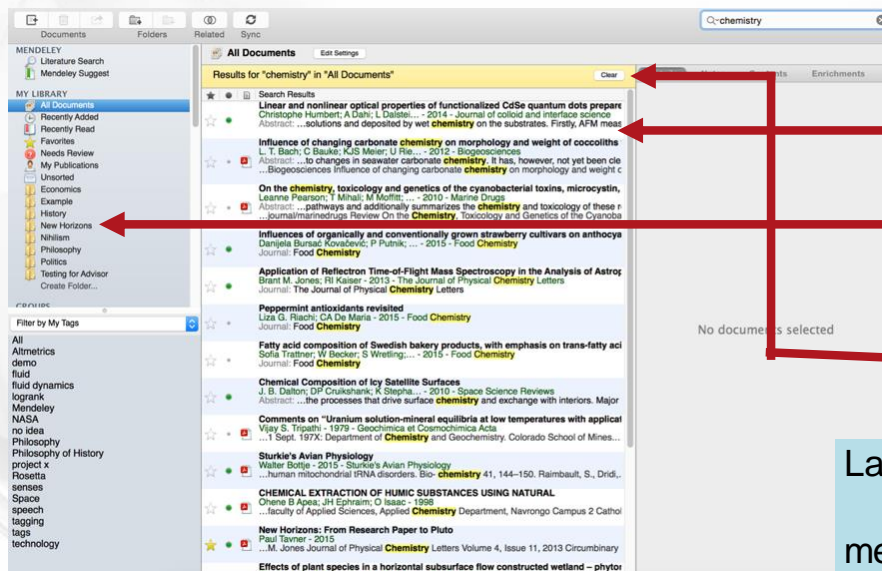 chemistry
Documents Folders Related Sync
MENDELEY
Literature Search
Mendeley Suggest
MY LIBRARY
All Documents
Recently Added
Recently Read
Favorites
Needs Review
My Publications
Unsorted
Economics
Example
History
New Horizons
Nihilism
Philosophy
Politics
Testing for Advisor
Create Folder...
GROUPS
Filter by My Tags
All
Altmetrics
demo
fluid
fluid dynamics
logrank
Mendeley
NASA
no idea
Philosophy
Philosophy of History
project x
Rosetta
senses
Space
speech
tagging
tags
technology
All Documents Edit Settings
Results for "chemistry" in "All Documents" Clear
Search Results
Linear and nonlinear optical properties of functionalized CdSe quantum dots prepare
Christophe Humbert; A Dahi; L Dalstei... - 2014 - Journal of colloid and interface science
Abstract: ...solutions and deposited by wet chemistry on the substrates. Firstly, AFM meas
Influence of changing carbonate chemistry on morphology and weight of coccoliths
L. T. Bach; C Bauke; KJS Meier; U Rie... - 2012 - Biogeosciences
Abstract: ...to changes in seawater carbonate chemistry. It has, however, not yet been cle
...Biogeosciences Influence of changing carbonate chemistry on morphology and weight c
On the chemistry, toxicology and genetics of the cyanobacterial toxins, microcystin,
Leanne Pearson; T Mihali; M Moffitt; ... - 2010 - Marine Drugs
Abstract: ...pathways and additionally summarizes the chemistry and toxicology of these r
...journal/marinedrugs Review On the Chemistry, Toxicology and Genetics of the Cyanoba
Influences of organically and conventionally grown strawberry cultivars on anthocya
Danijela Bursać Kovačević; P Putnik; ... - 2015 - Food Chemistry
Journal: Food Chemistry
Application of Reflectron Time-of-Flight Mass Spectroscopy in the Analysis of Astrop
Brant M. Jones; RI Kaiser - 2013 - The Journal of Physical Chemistry Letters
Journal: The Journal of Physical Chemistry Letters
Peppermint antioxidants revisited
Liza G. Riachi; CA De Maria - 2015 - Food Chemistry
Journal: Food Chemistry
Fatty acid composition of Swedish bakery products, with emphasis on trans-fatty aci
Sofia Trattner; W Becker; S Wretling;... - 2015 - Food Chemistry
Journal: Food Chemistry
Chemical Composition of Icy Satellite Surfaces
J. B. Dalton; DP Cruikshank; K Stepha... - 2010 - Space Science Reviews
Abstract: ...the processes that drive surface chemistry and exchange with interiors. Major
Comments on "Uranium solution-mineral equilibria at low temperatures with applicat
Vijay S. Tripathi - 1979 - Geochimica et Cosmochimica Acta
...1 Sept. 197X: Department of Chemistry and Geochemistry. Colorado School of Mines...
Sturkie's Avian Physiology
Walter Bottje - 2015 - Sturkie's Avian Physiology
...human mitochondrial tRNA disorders. Bio- chemistry 41, 144–150. Raimbault, S., Dridi,.
CHEMICAL EXTRACTION OF HUMIC SUBSTANCES USING NATURAL
Ohene B Apea; JH Ephraim; O Isaac - 1998
...faculty of Applied Sciences, Applied Chemistry Department, Navrongo Campus 2 Cathol
New Horizons: From Research Paper to Pluto
Paul Tavner - 2015
...M. Jones Journal of Physical Chemistry Letters Volume 4, Issue 11, 2013 Circumbinary
Effects of plant species in a horizontal subsurface flow constructed wetland – phytor
Enrichments
No documents selected
La
me